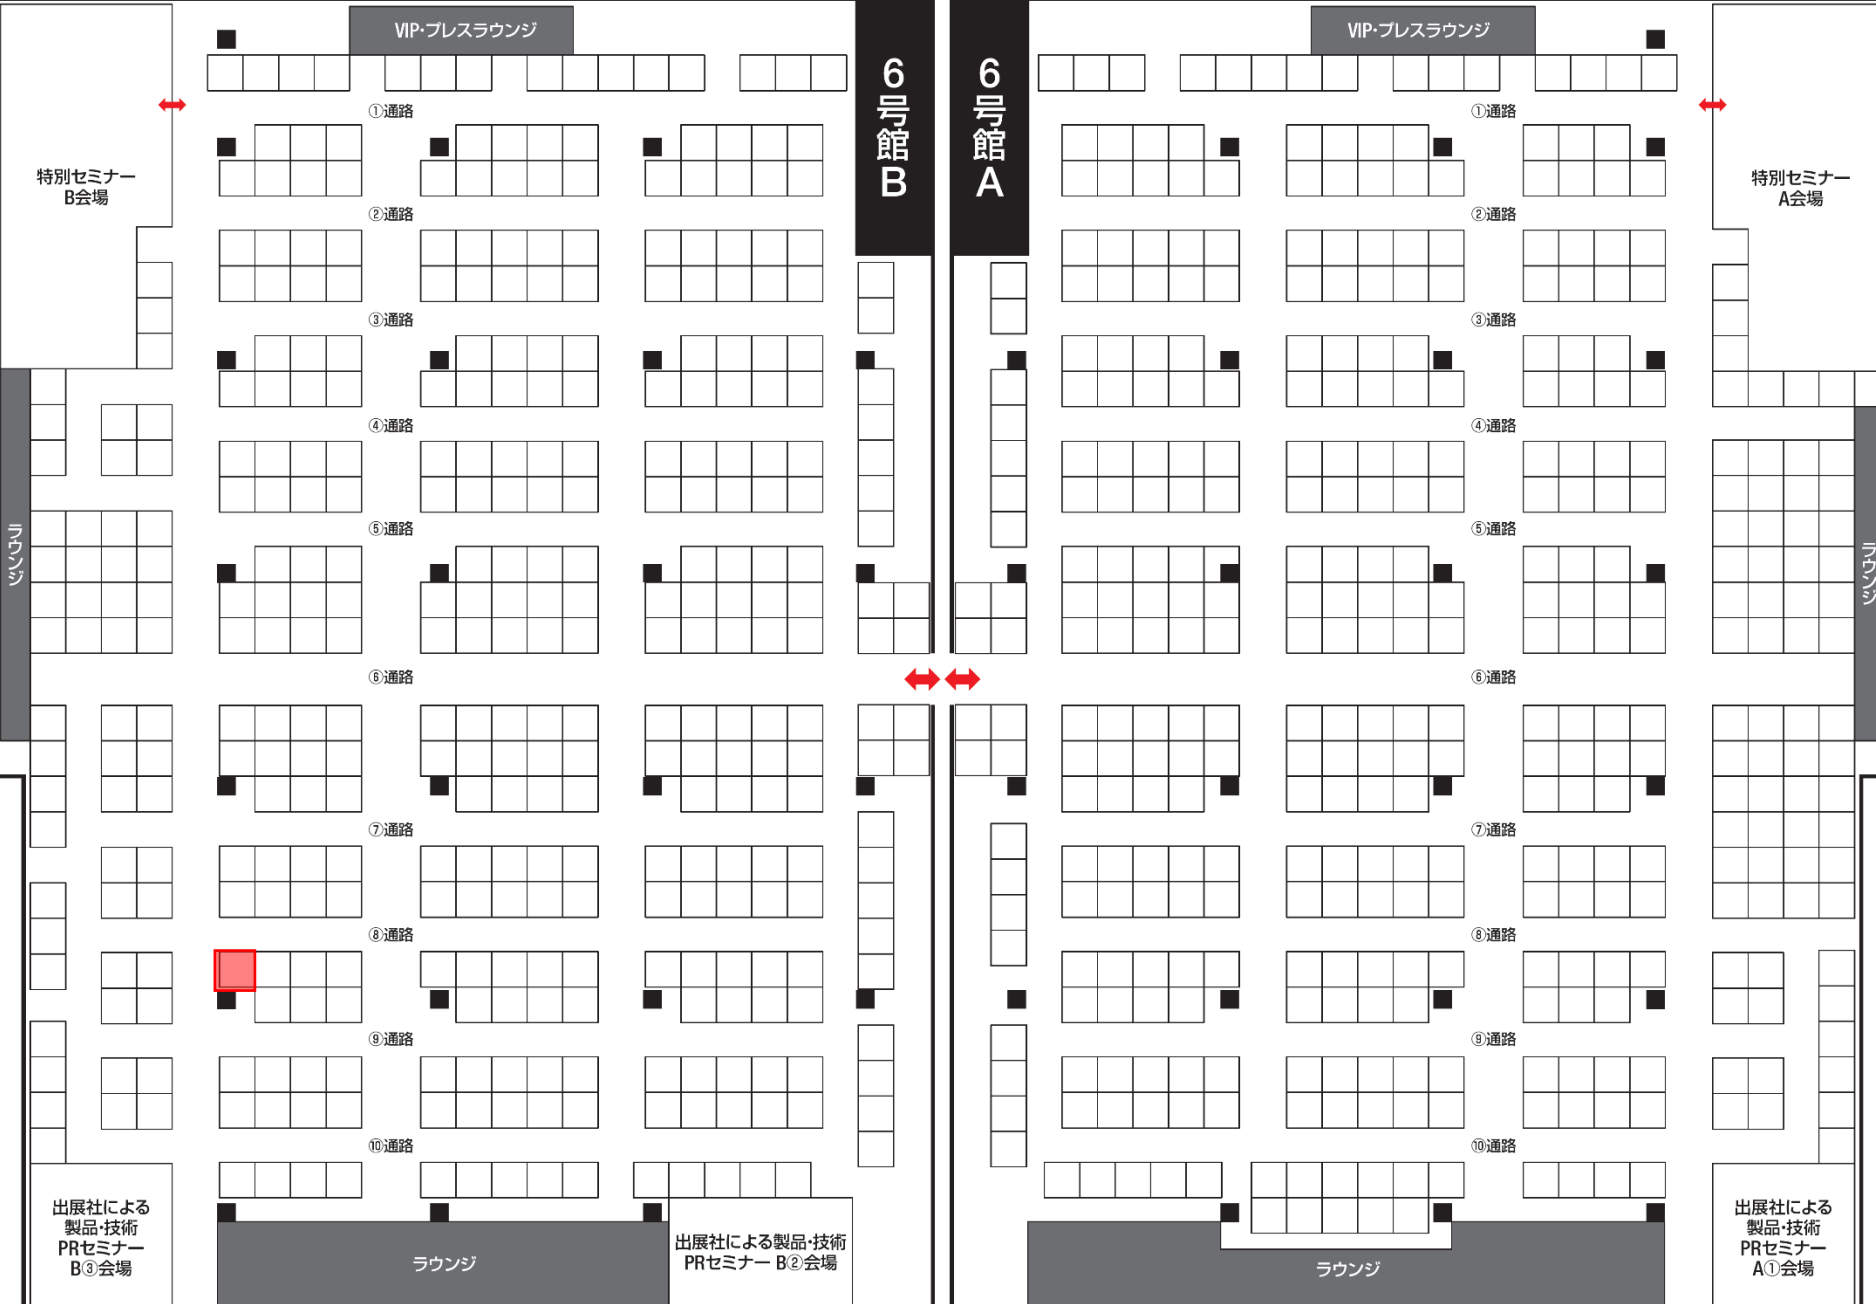 VIP・プレスラウンジ
VIP・プレスラウンジ
6号館B
6号館A
①通路
①通路
特別セミナー
B会場
特別セミナー
A会場
②通路
②通路
③通路
③通路
④通路
④通路
⑤通路
⑤通路
ラウンジ
ラウンジ
⑥通路
⑥通路
⑦通路
⑦通路
⑧通路
⑧通路
⑨通路
⑨通路
⑩通路
⑩通路
出展社による
製品・技術
PRセミナー
B③会場
ラウンジ
出展社による製品・技術
PRセミナー B②会場
ラウンジ
出展社による
製品・技術
PRセミナー
A①会場